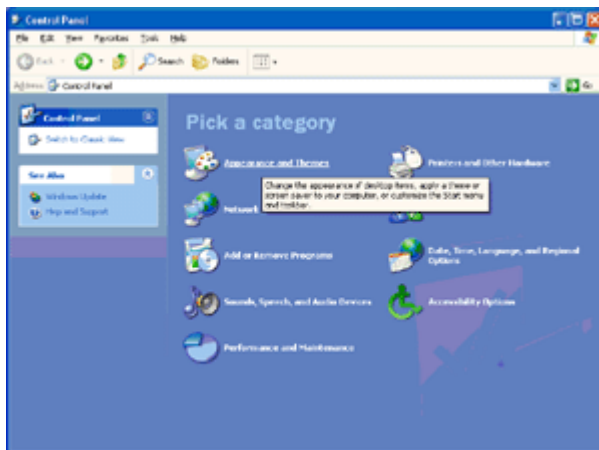 Control Panel
File Edit View Favorites Tools Help
Back Search Folders
Address Control Panel Go
Control Panel
Switch to Classic View
See Also
Windows Update
Help and Support
Pick a category
Appearance and Themes
Printers and Other Hardware
Change the appearance of desktop items, apply a theme or
screen saver to your computer, or customize the Start menu
and taskbar.
Network
Add or Remove Programs
Date, Time, Language, and Regional
Options
Sounds, Speech, and Audio Devices
Accessibility Options
Performance and Maintenance